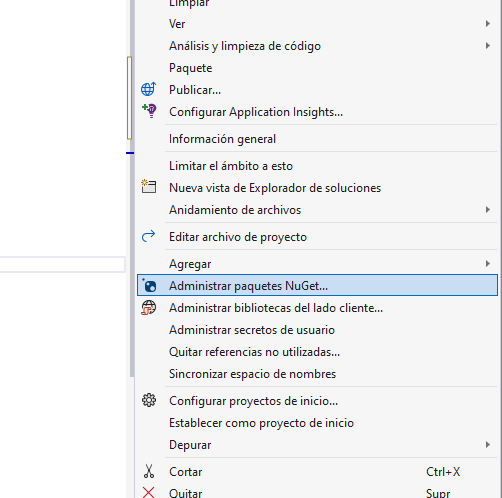 Limpiar
Ver
Análisis y limpieza de código
Paquete
Publicar...
Configurar Application Insights...
Información general
Limitar el ámbito a esto
Nueva vista de Explorador de soluciones
Anidamiento de archivos
Editar archivo de proyecto
Agregar
Administrar paquetes NuGet...
Administrar bibliotecas del lado cliente...
Administrar secretos de usuario
Quitar referencias no utilizadas...
Sincronizar espacio de nombres
Configurar proyectos de inicio...
Establecer como proyecto de inicio
Depurar
Cortar Ctrl+X
Quitar Supr